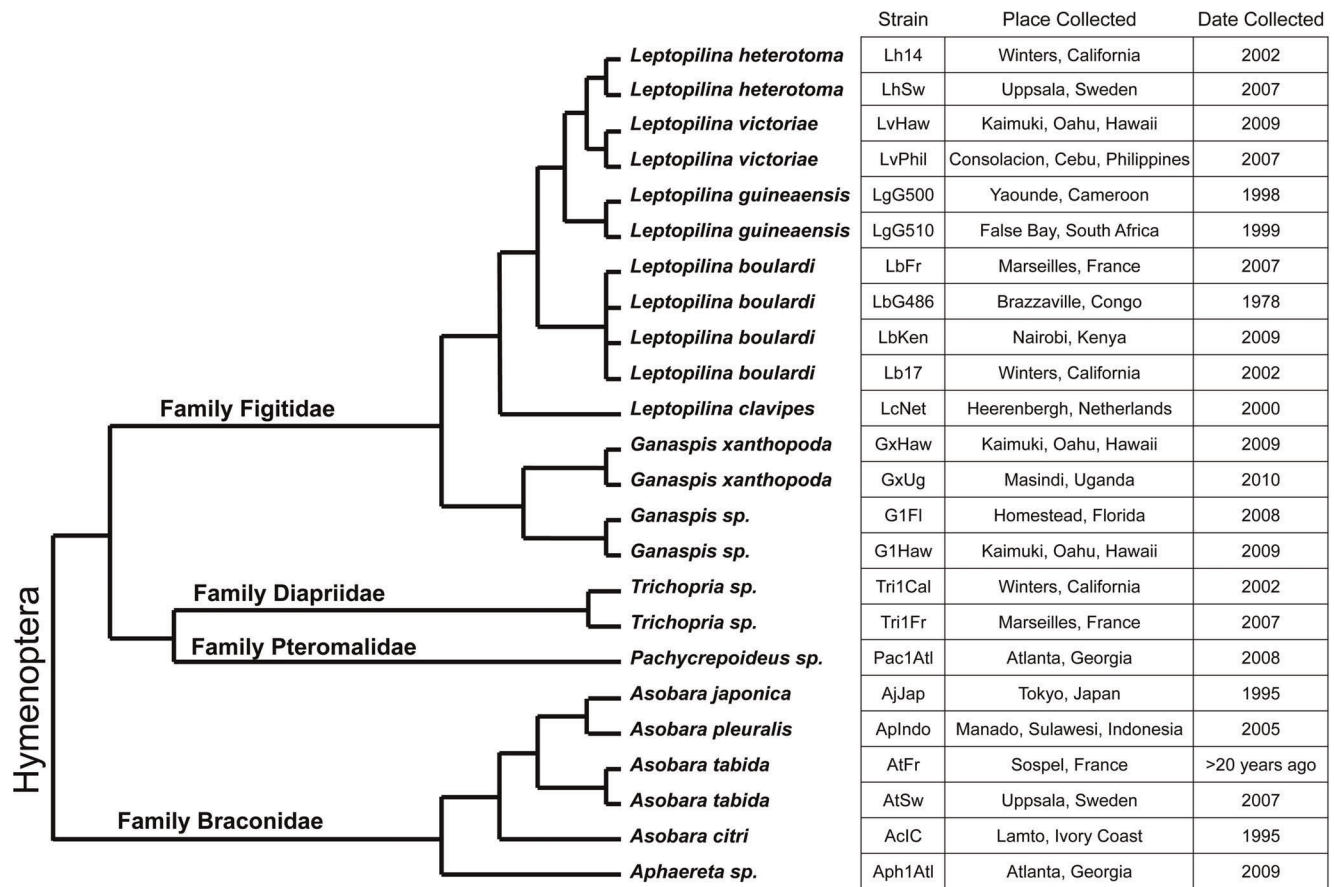 Strain Place Collected Date Collected
Leptopilina heterotoma Lh14 Winters, California 2002
Leptopilina heterotoma LhSw Uppsala, Sweden 2007
Leptopilina victoriae LvHaw Kaimuki, Oahu, Hawaii 2009
Leptopilina victoriae LvPhil Consolacion, Cebu, Philippines 2007
Leptopilina guineaensis LgG500 Yaounde, Cameroon 1998
Leptopilina guineaensis LgG510 False Bay, South Africa 1999
Leptopilina boulardi LbFr Marseilles, France 2007
Leptopilina boulardi LbG486 Brazzaville, Congo 1978
Leptopilina boulardi LbKen Nairobi, Kenya 2009
Leptopilina boulardi Lb17 Winters, California 2002
Family Figitidae Leptopilina clavipes LcNet Heerenbergh, Netherlands 2000
Ganaspis xanthopoda GxHaw Kaimuki, Oahu, Hawaii 2009
Ganaspis xanthopoda GxUg Masindi, Uganda 2010
Ganaspis sp. G1Fl Homestead, Florida 2008
Ganaspis sp. G1Haw Kaimuki, Oahu, Hawaii 2009
Family Diapriidae Trichopria sp. Tri1Cal Winters, California 2002
Trichopria sp. Tri1Fr Marseilles, France 2007
Family Pteromalidae Pachycrepoideus sp. Pac1Atl Atlanta, Georgia 2008
Hymenoptera
Asobara japonica AjJap Tokyo, Japan 1995
Asobara pleuralis ApIndo Manado, Sulawesi, Indonesia 2005
Asobara tabida AtFr Sospel, France >20 years ago
Asobara tabida AtSw Uppsala, Sweden 2007
Family Braconidae Asobara citri AcIC Lamto, Ivory Coast 1995
Aphaereta sp. Aph1Atl Atlanta, Georgia 2009